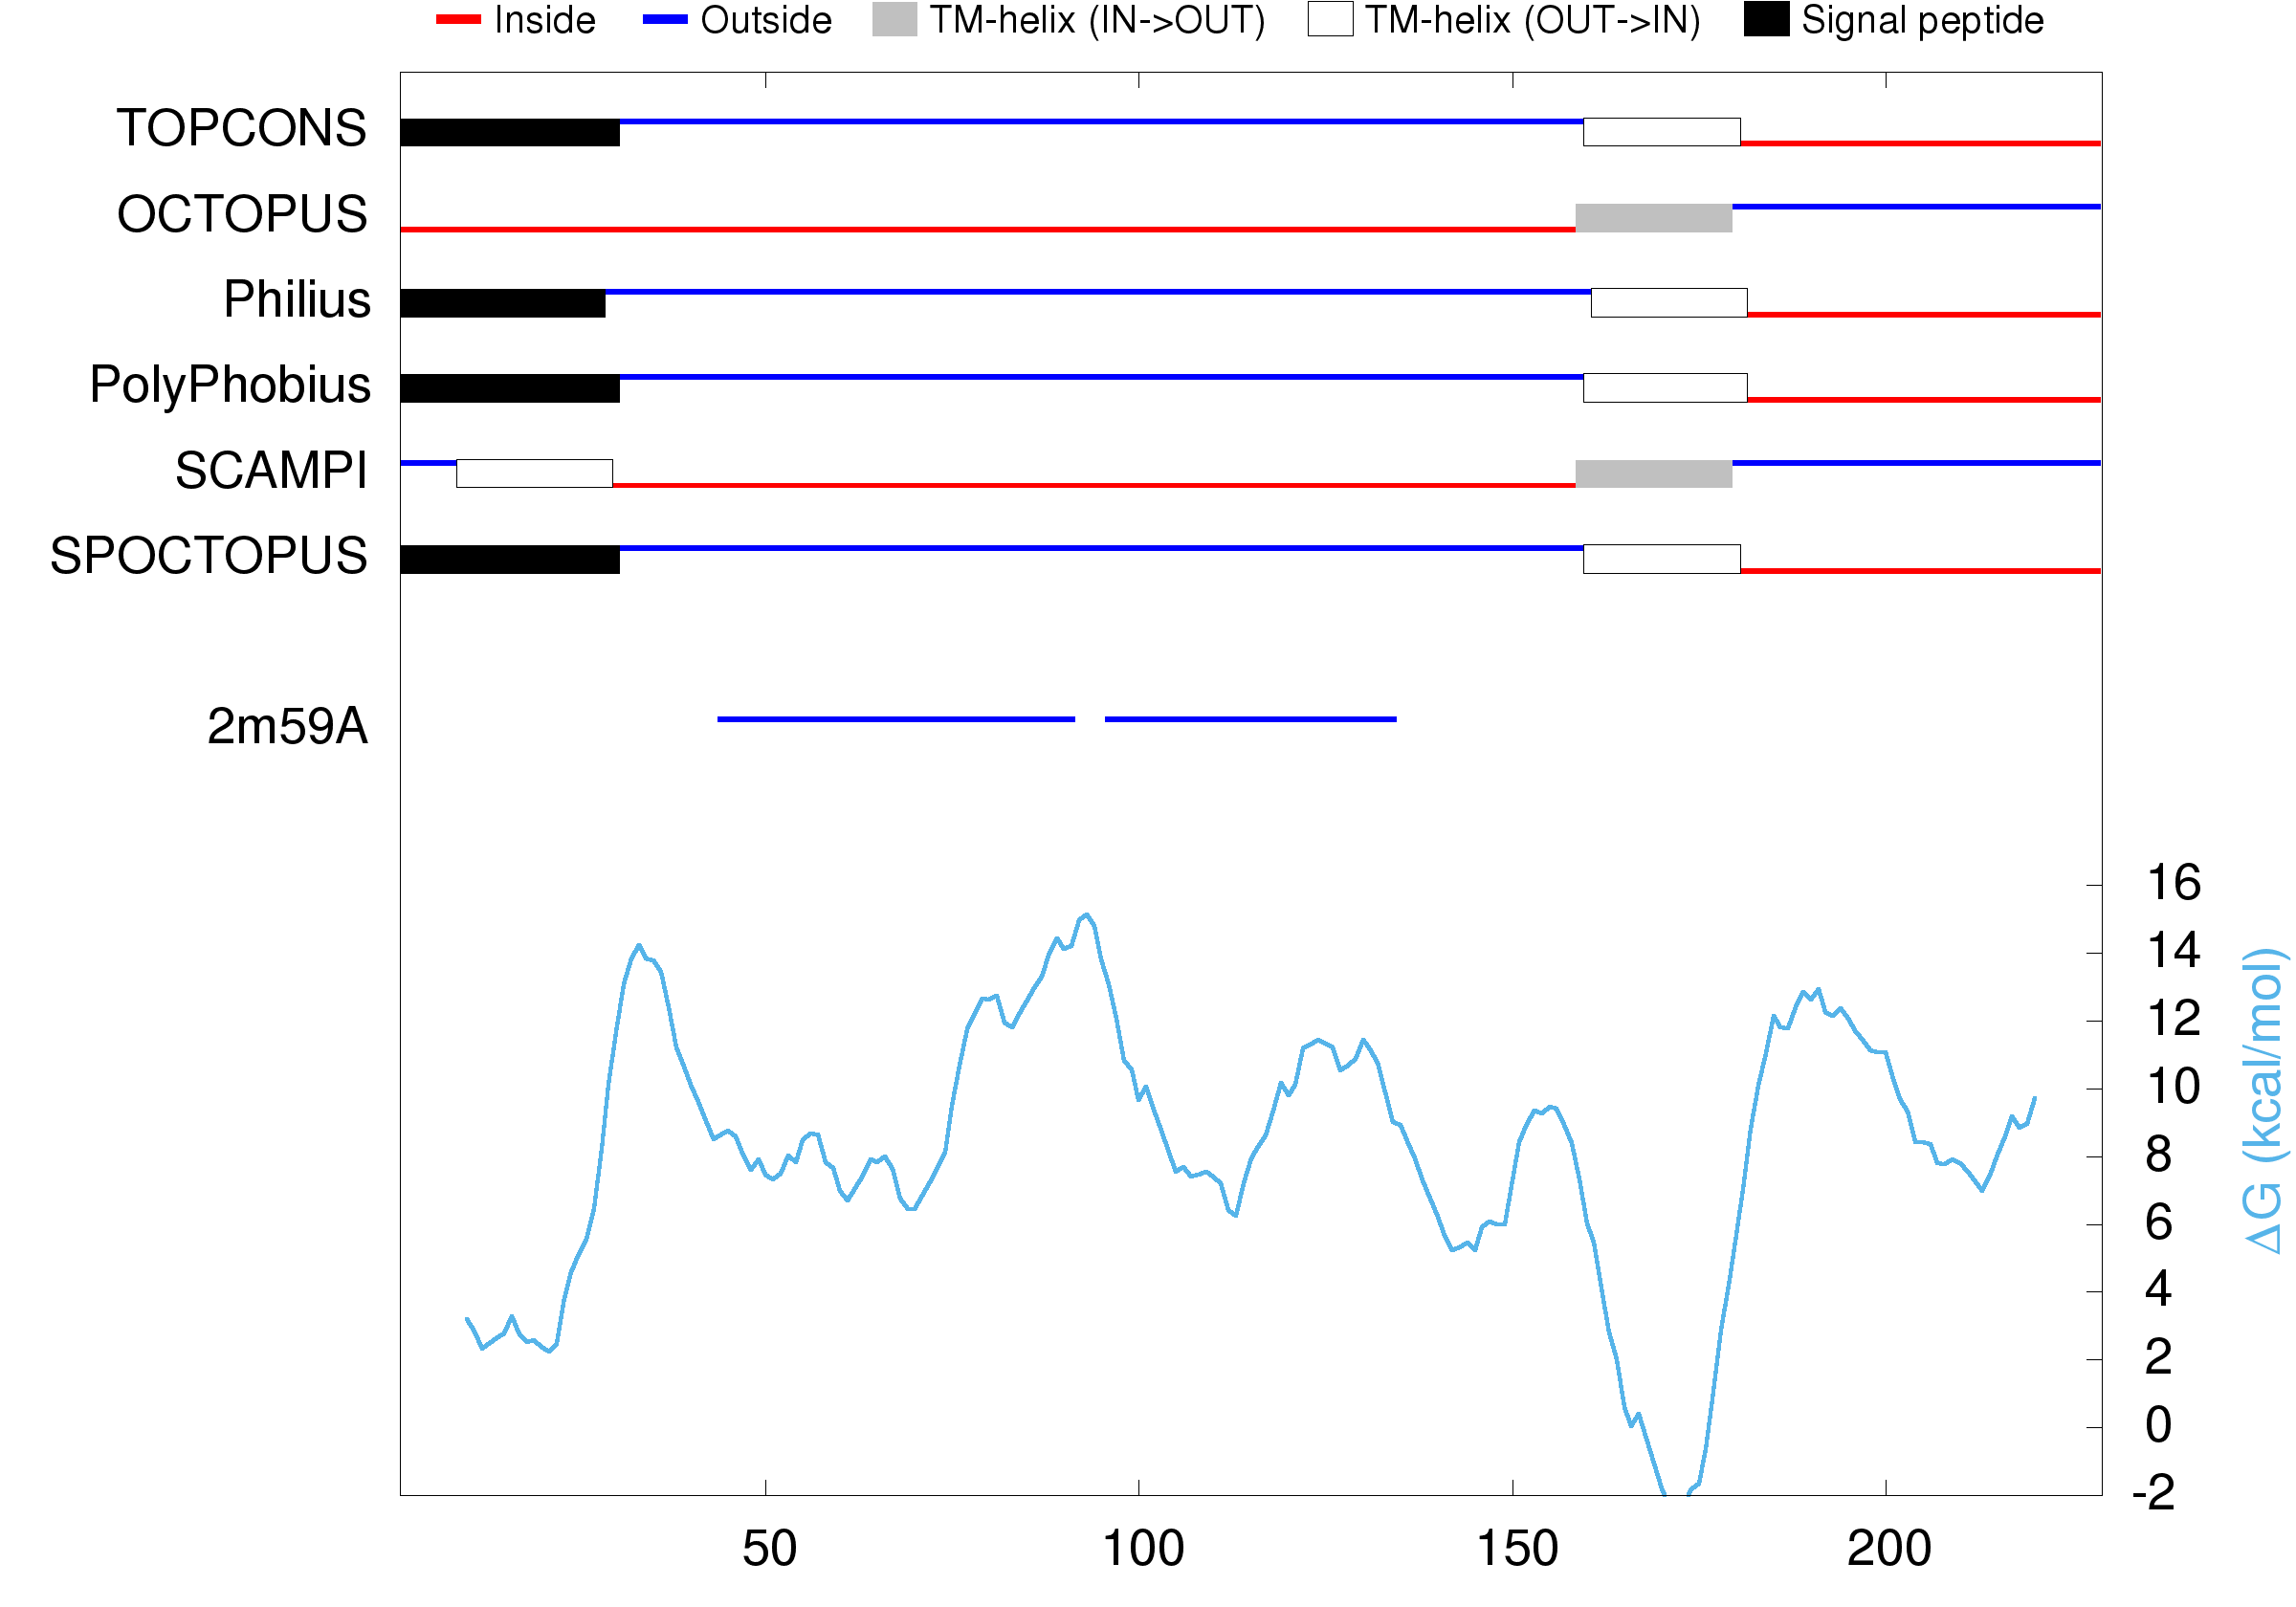 Inside Outside TM-helix (IN->OUT) TM-helix (OUT->IN) Signal peptide
TOPCONS
OCTOPUS
Philius
PolyPhobius
SCAMPI
SPOCTOPUS
2m59A
16
14
12
10
8
6
4
2
0
-2
ΔG (kcal/mol)
50 100 150 200